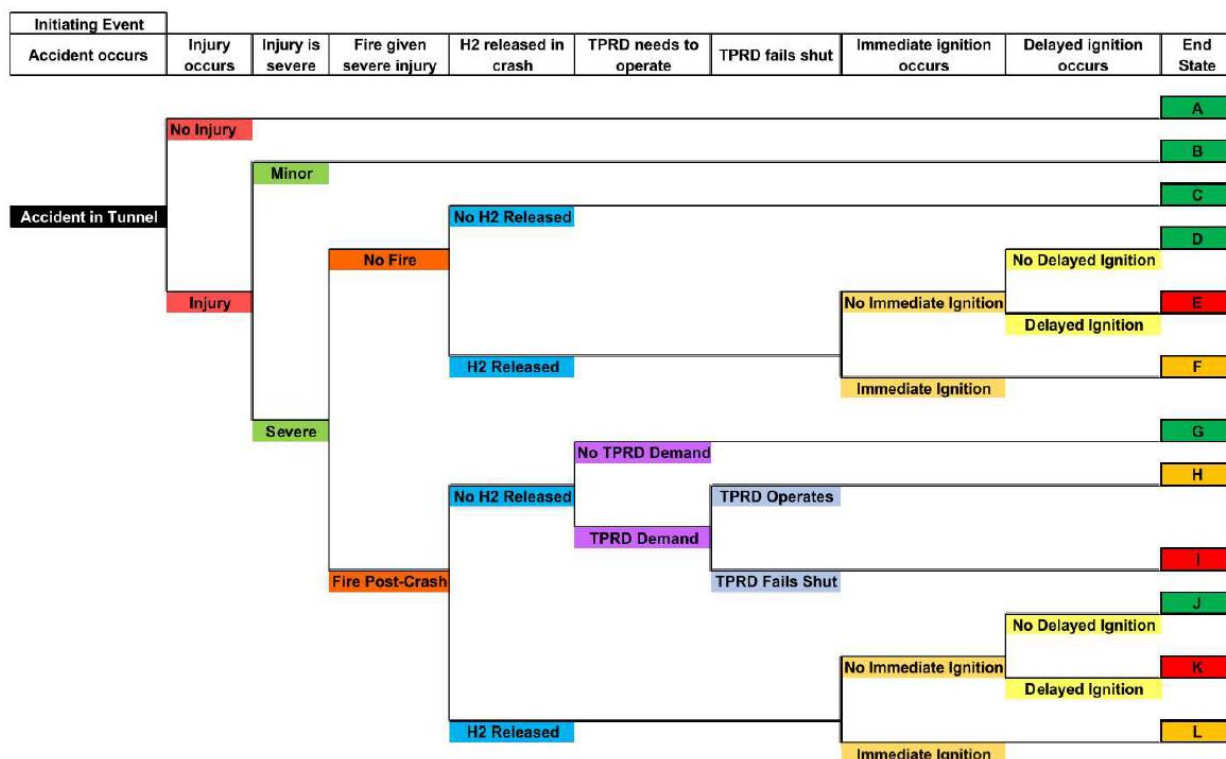 Initiating Event
Accident occurs
Injury occurs
Injury is severe
Fire given severe injury
H2 released in crash
TPRD needs to operate
TPRD fails shut
Immediate ignition occurs
Delayed ignition occurs
End State
A
No Injury
B
Minor
C
Accident in Tunnel
No H2 Released
D
No Fire
No Delayed Ignition
E
Injury
No Immediate Ignition
Delayed Ignition
F
H2 Released
Immediate Ignition
G
Severe
No TPRD Demand
H
No H2 Released
TPRD Operates
TPRD Demand
I
Fire Post-Crash
TPRD Fails Shut
J
No Delayed Ignition
K
No Immediate Ignition
Delayed Ignition
L
H2 Released
Immediate Ignition